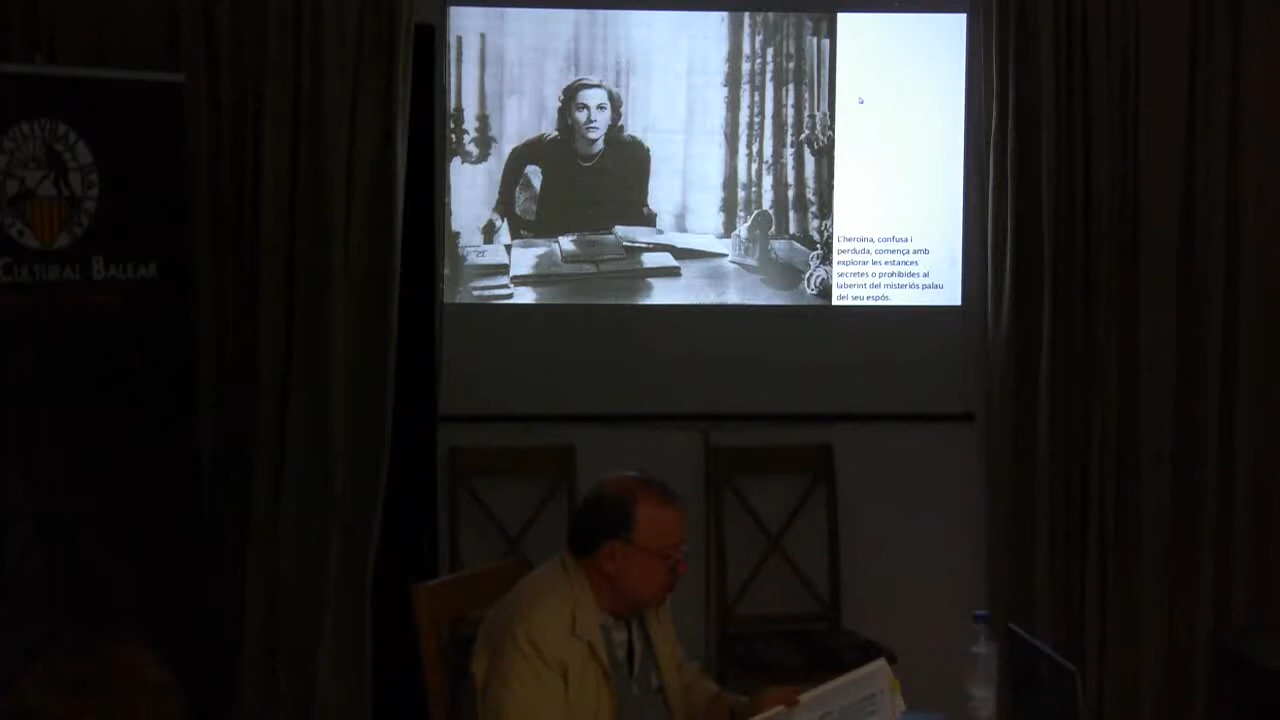 L'heroïna, confusa i
perduda, comença amb
explorar les estances
secretes o prohibides al
laberint del misteriós palau
del seu espós.
Cultural Balear